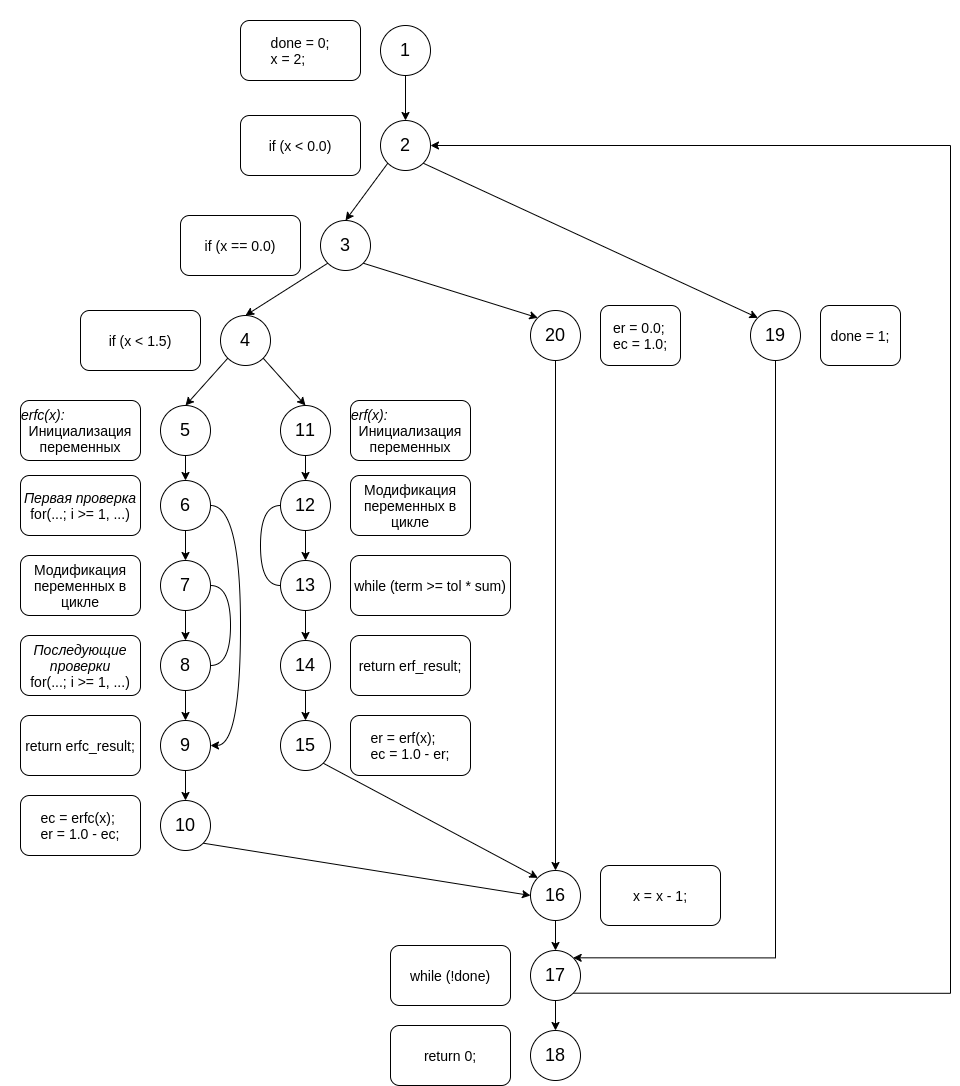 done = 0;
x = 2;
1
if (x < 0.0)
2
if (x == 0.0)
3
if (x < 1.5)
4
20
er = 0.0;
ec = 1.0;
19
done = 1;
erfc(x):
Инициализация
переменных
5
11
erf(x):
Инициализация
переменных
Первая проверка
for(...; i >= 1, ...)
6
12
Модификация
переменных в
цикле
Модификация
переменных в
цикле
7
13
while (term >= tol * sum)
Последующие
проверки
for(...; i >= 1, ...)
8
14
return erf_result;
return erfc_result;
9
15
er = erf(x);
ec = 1.0 - er;
ec = erfc(x);
er = 1.0 - ec;
10
16
x = x - 1;
while (!done)
17
return 0;
18